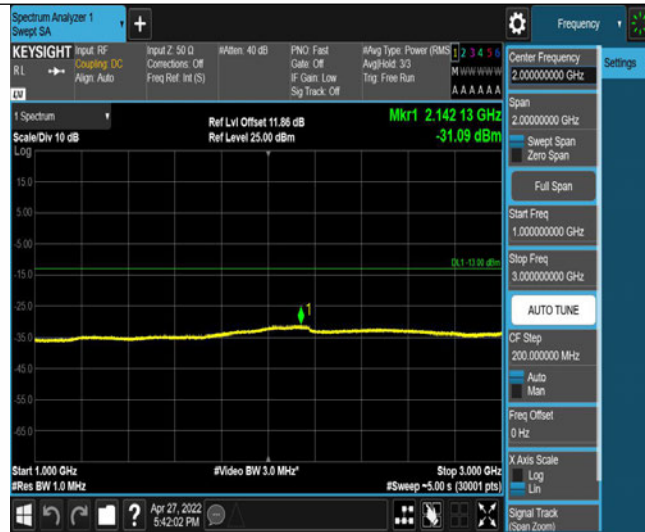 Spectrum Analyzer 1
Swept SA
Frequency
KEYSIGHT
RL
Input: RF
Coupling: DC
Align: Auto
Input Z: 50 Ω
Corrections: Off
Freq Ref: Int (S)
#Atten: 40 dB
PNO: Fast
Gate: Off
IF Gain: Low
Sig Track: Off
#Avg Type: Power (RMS
Avg|Hold: 3/3
Trig: Free Run
1 2 3 4 5 6
M W W W W W
A A A A A A
1 Spectrum
Scale/Div 10 dB
Log
Ref Lvl Offset 11.86 dB
Ref Level 25.00 dBm
Mkr1 2.142 13 GHz
-31.09 dBm
15.0
5.00
-5.00
-15.0
-25.0
-35.0
-45.0
-55.0
-65.0
DL1 -13.00 dBm
1
Start 1.000 GHz
#Res BW 1.0 MHz
#Video BW 3.0 MHz*
Stop 3.000 GHz
#Sweep ~5.00 s (30001 pts)
Apr 27, 2022
5:42:02 PM
Center Frequency
2.000000000 GHz
Settings
Span
2.00000000 GHz
Swept Span
Zero Span
Full Span
Start Freq
1.000000000 GHz
Stop Freq
3.000000000 GHz
AUTO TUNE
CF Step
200.000000 MHz
Auto
Man
Freq Offset
0 Hz
X Axis Scale
Log
Lin
Signal Track
(Span Zoom)